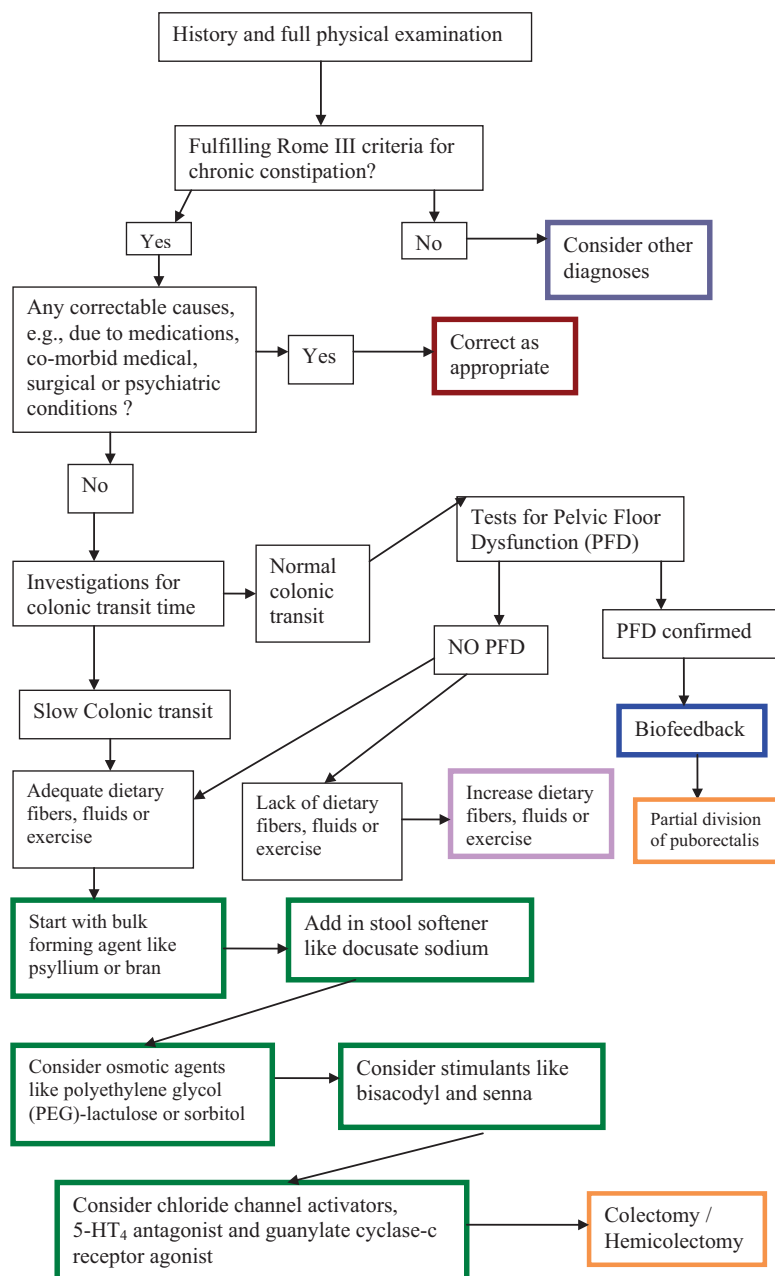 History and full physical examination
Fulfilling Rome III criteria for
chronic constipation?
Yes
No
Consider other
diagnoses
Any correctable causes,
e.g., due to medications,
co-morbid medical,
surgical or psychiatric
conditions ?
Yes
Correct as
appropriate
No
Tests for Pelvic Floor
Dysfunction (PFD)
Investigations for
colonic transit time
Normal
colonic
transit
NO PFD
PFD confirmed
Slow Colonic transit
Biofeedback
Adequate dietary
fibers, fluids or
exercise
Lack of dietary
fibers, fluids or
exercise
Increase dietary
fibers, fluids or
exercise
Partial division
of puborectalis
Start with bulk
forming agent like
psyllium or bran
Add in stool softener
like docusate sodium
Consider osmotic agents
like polyethylene glycol
(PEG)-lactulose or sorbitol
Consider stimulants like
bisacodyl and senna
Consider chloride channel activators,
5-HT₄ antagonist and guanylate cyclase-c
receptor agonist
Colectomy /
Hemicolectomy